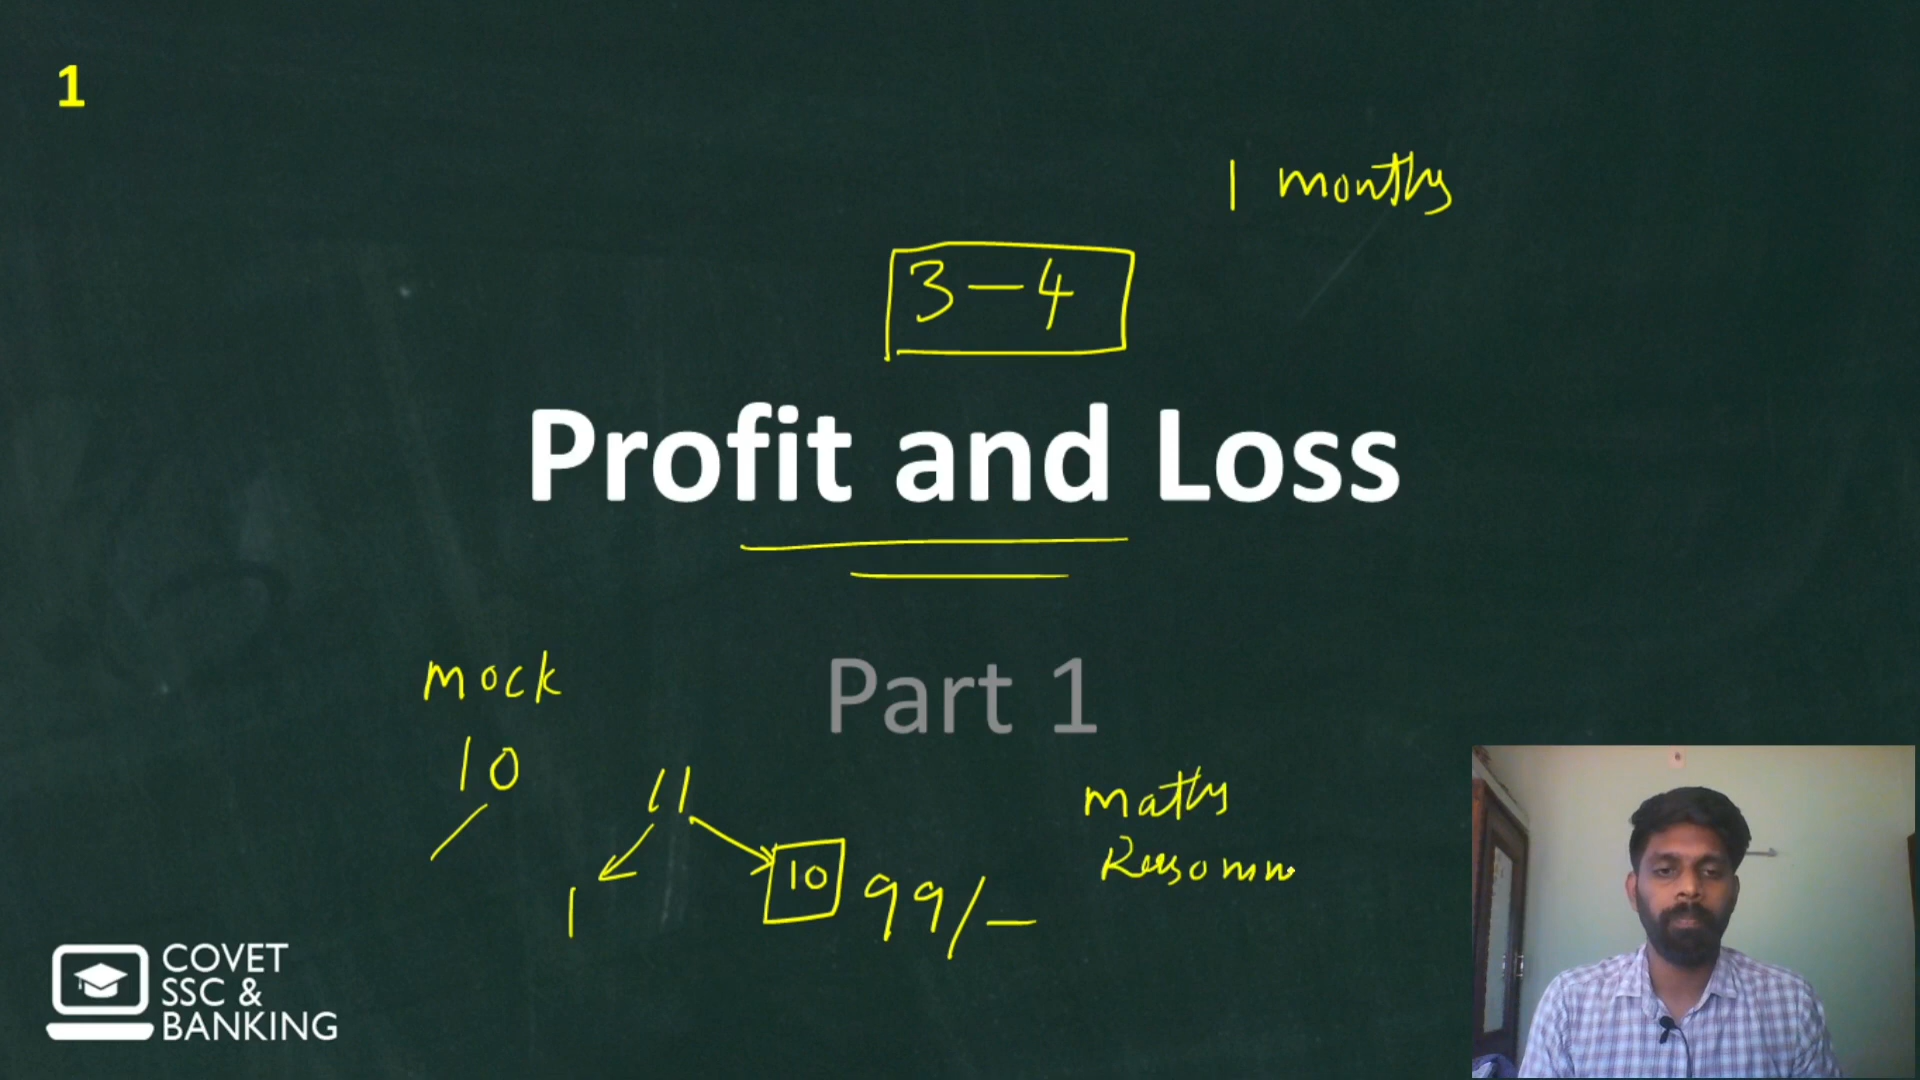 1
1 months
3-4
Profit and Loss
Part 1
mock
10
11
1
10 99/-
maths
COVET
SSC &
BANKING